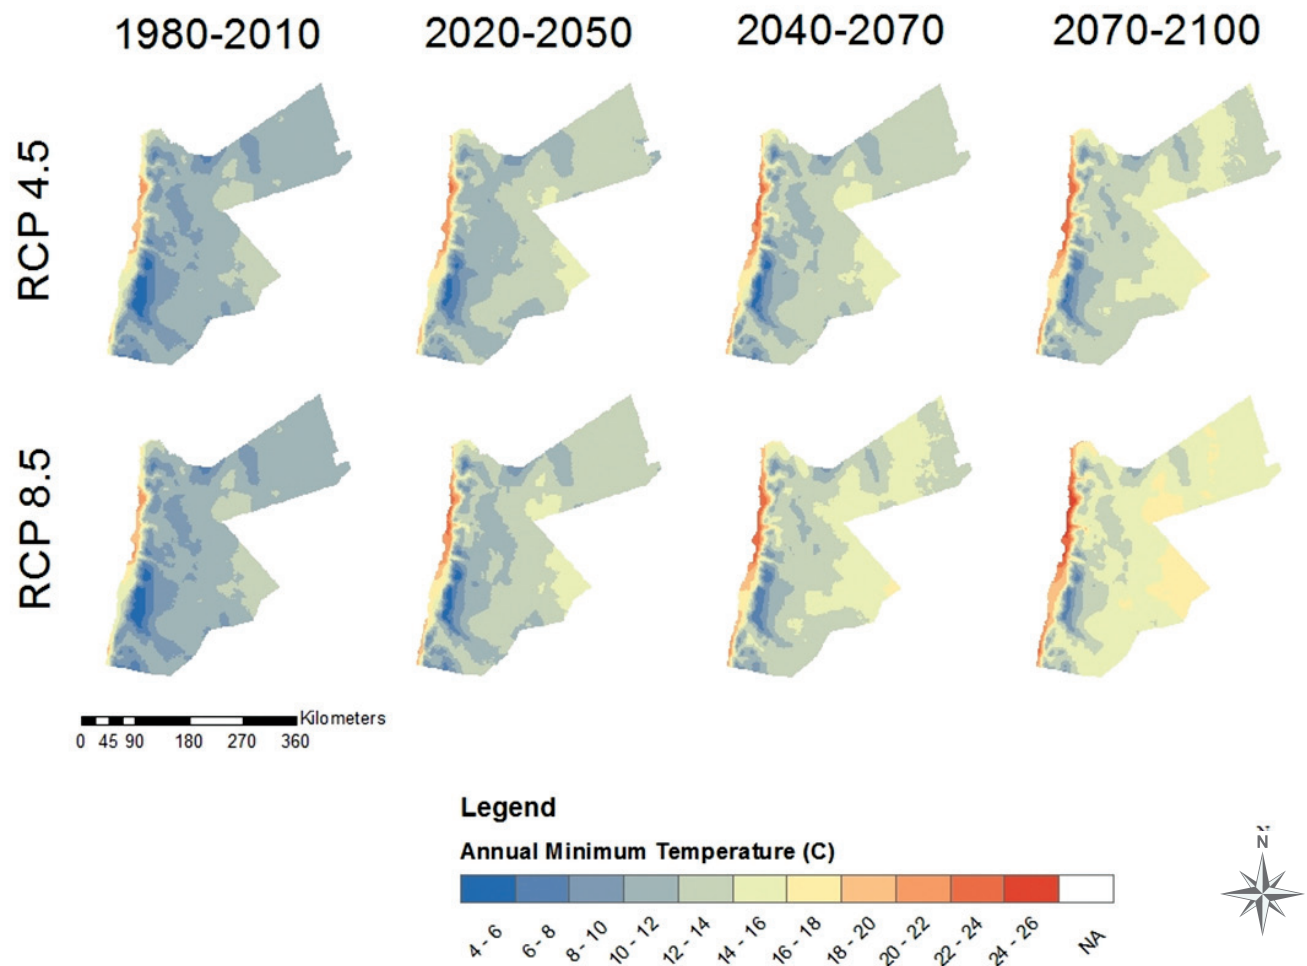 1980-2010 2020-2050 2040-2070 2070-2100
RCP 4.5
RCP 8.5
Kilometers
0 45 90 180 270 360
Legend
Annual Minimum Temperature (C)
4 - 6 6 - 8 8 - 10 10 - 12 12 - 14 14 - 16 16 - 18 18 - 20 20 - 22 22 - 24 24 - 26 NA
N